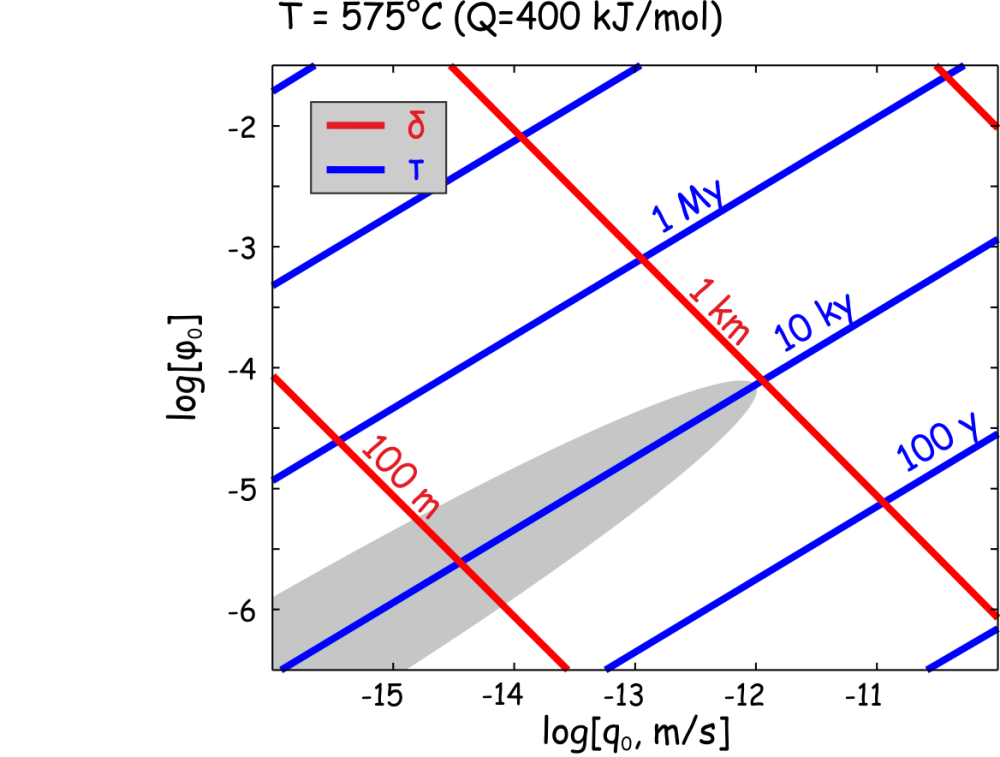 T = 575°C (Q=400 kJ/mol)
δ
T
-2
-3
-4
-5
-6
log[φ₀]
1 My
1 km
10 ky
100 y
100 m
-15
-14
-13
-12
-11
log[q₀, m/s]